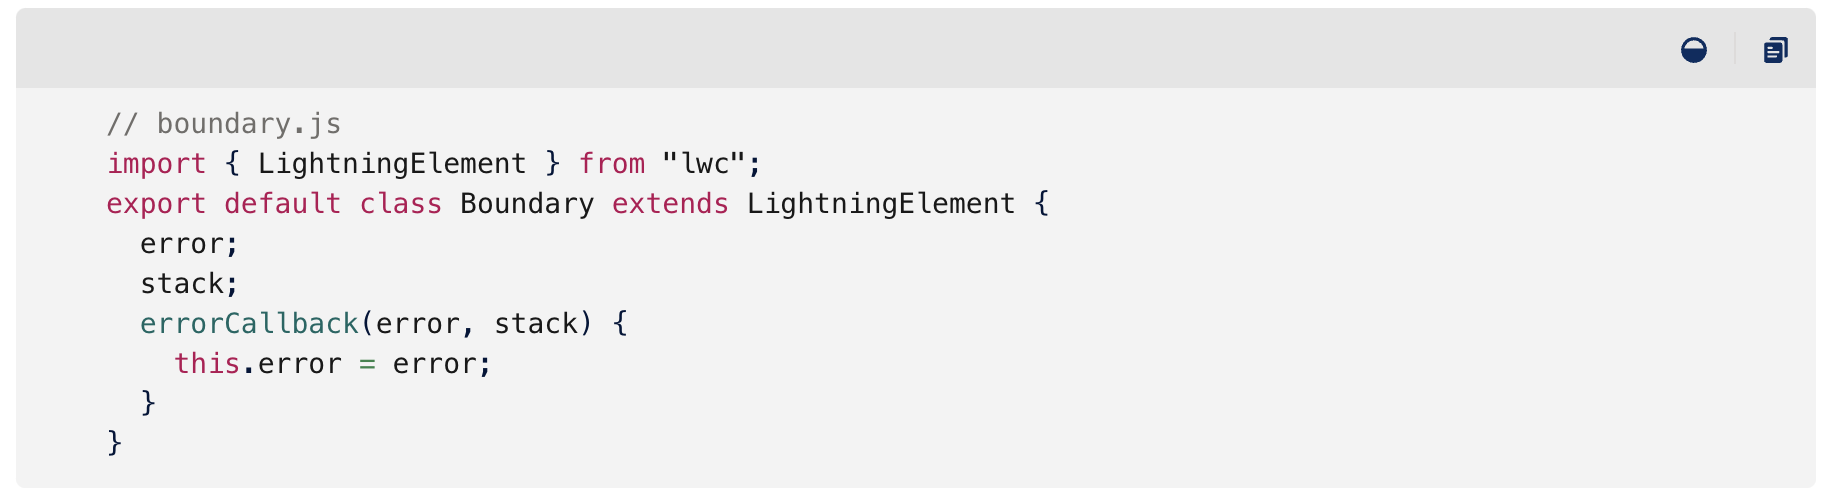 // boundary.js
import { LightningElement } from "lwc";
export default class Boundary extends LightningElement {
  error;
  stack;
  errorCallback(error, stack) {
    this.error = error;
  }
}